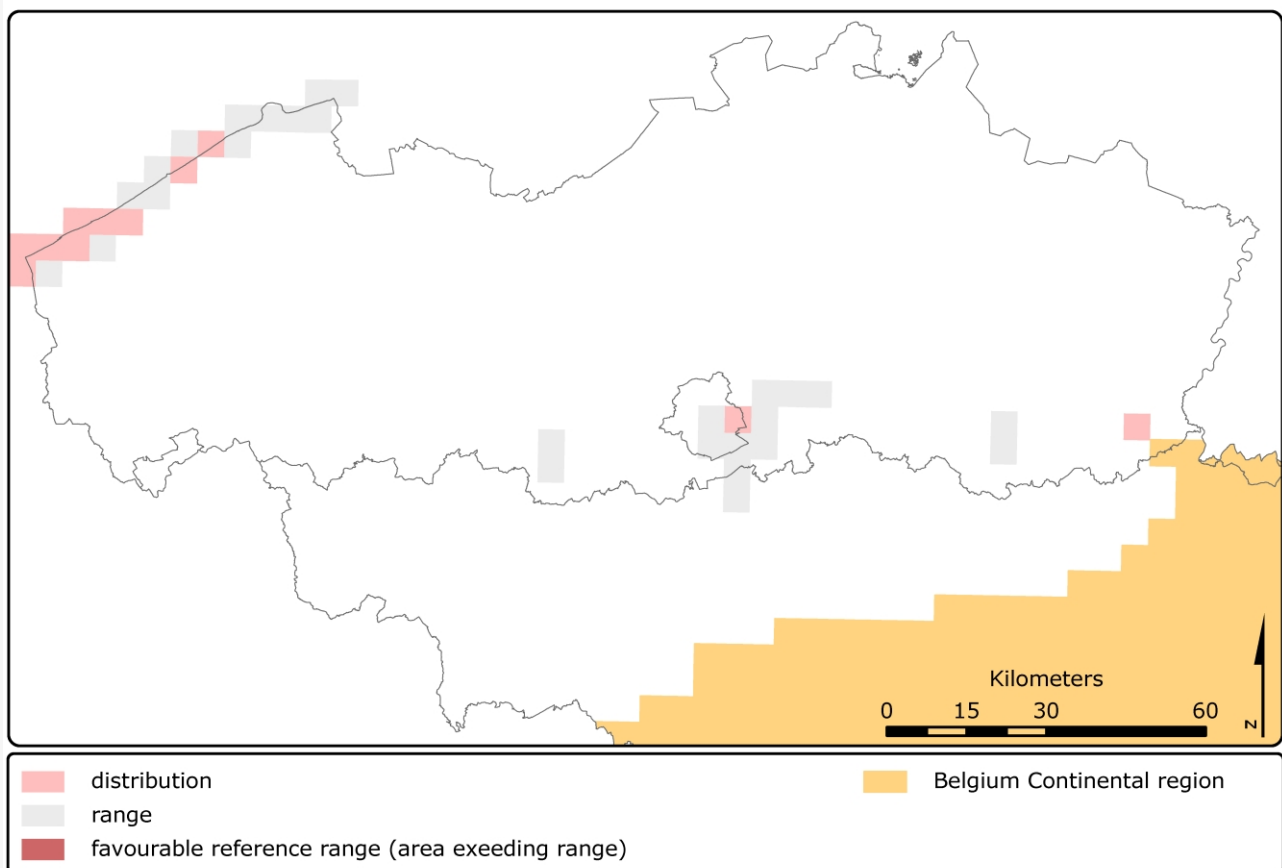 Kilometers
0 15 30 60
N
distribution
range
favourable reference range (area exeeding range)
Belgium Continental region